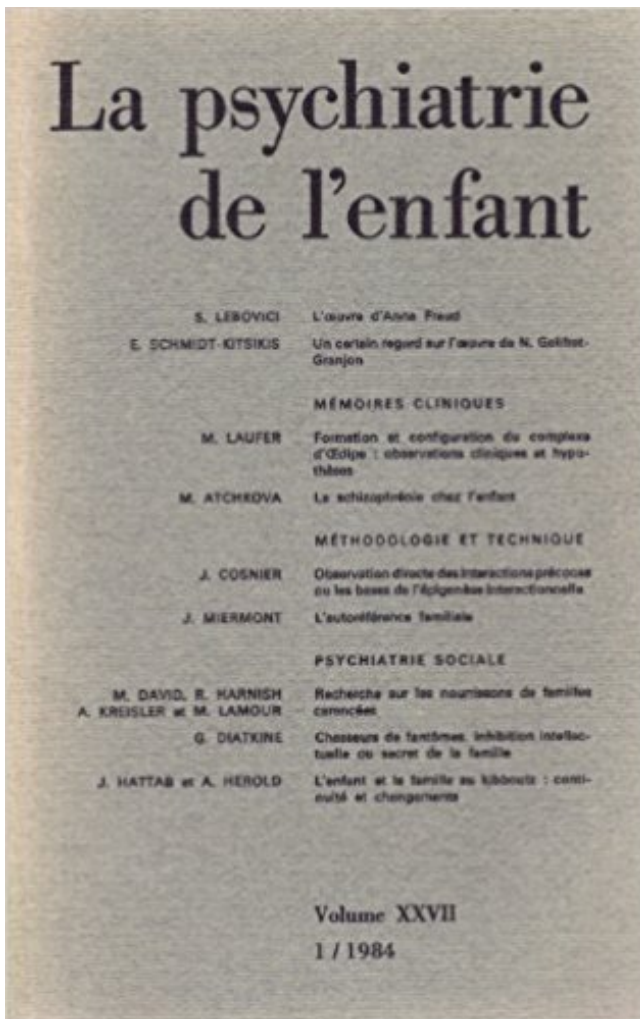 La psychiatrie
de l'enfant
S. LEBOVICI L'œuvre d'Anna Freud
E. SCHMIDT-KITSIKIS Un certain regard sur l'œuvre de N. Galifret-
Granjon
MÉMOIRES CLINIQUES
M. LAUFER Formation et configuration du complexe
d'Œdipe : observations cliniques et hypo-
thèses
M. ATCHKOVA La schizophrénie chez l'enfant
MÉTHODOLOGIE ET TECHNIQUE
J. COSNIER Observation directe des interactions précoces
ou les bases de l'épigenèse interactionnelle
J. MIERMONT L'autoréférence familiale
PSYCHIATRIE SOCIALE
M. DAVID, R. HARNISH Recherche sur les nourrissons de familles
A. KREISLER et M. LAMOUR carencées
G. DIATKINE Chasseurs de fantômes. Inhibition intellec-
tuelle ou secret de la famille
J. HATTAB et A. HEROLD L'enfant et la famille au kibboutz : conti-
nuité et changements
Volume XXVII
1 / 1984